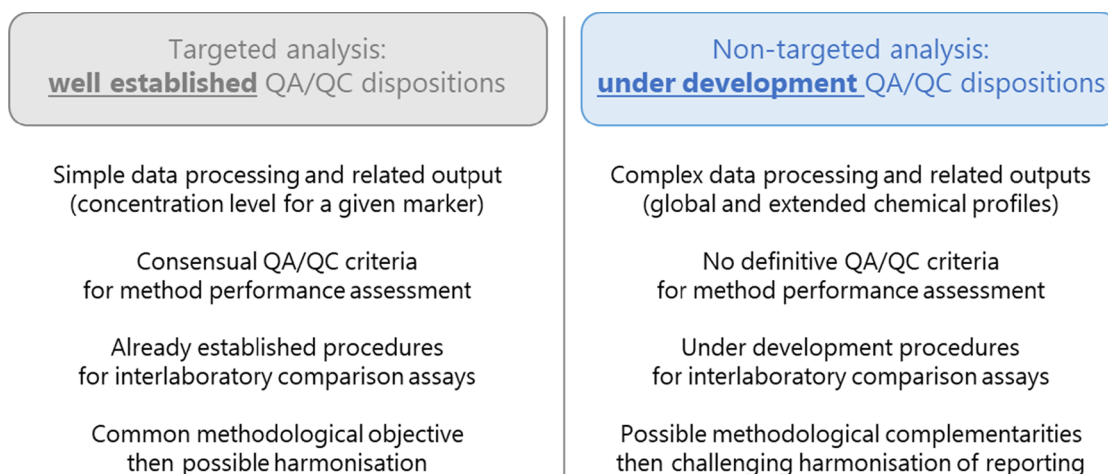 Targeted analysis:
well established QA/QC dispositions
Simple data processing and related output
(concentration level for a given marker)
Consensual QA/QC criteria
for method performance assessment
Already established procedures
for interlaboratory comparison assays
Common methodological objective
then possible harmonisation
Non-targeted analysis:
under development QA/QC dispositions
Complex data processing and related outputs
(global and extended chemical profiles)
No definitive QA/QC criteria
for method performance assessment
Under development procedures
for interlaboratory comparison assays
Possible methodological complementarities
then challenging harmonisation of reporting